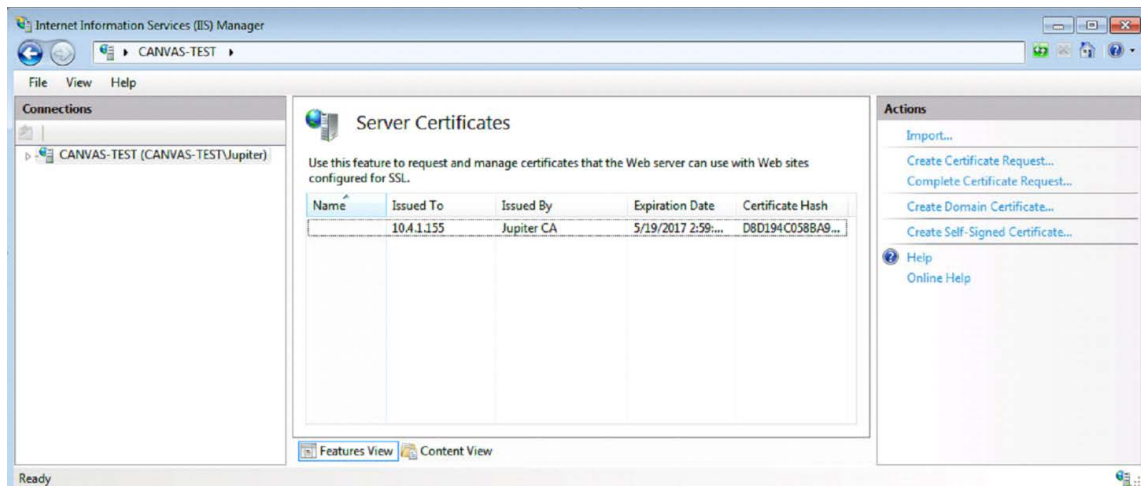 Internet Information Services (IIS) Manager
CANVAS-TEST
File View Help
Connections
CANVAS-TEST (CANVAS-TEST\Jupiter)
Server Certificates
Use this feature to request and manage certificates that the Web server can use with Web sites
configured for SSL.
Name Issued To Issued By Expiration Date Certificate Hash
10.4.1.155 Jupiter CA 5/19/2017 2:59:... D8D194C058BA9...
Features View Content View
Actions
Import...
Create Certificate Request...
Complete Certificate Request...
Create Domain Certificate...
Create Self-Signed Certificate...
Help
Online Help
Ready